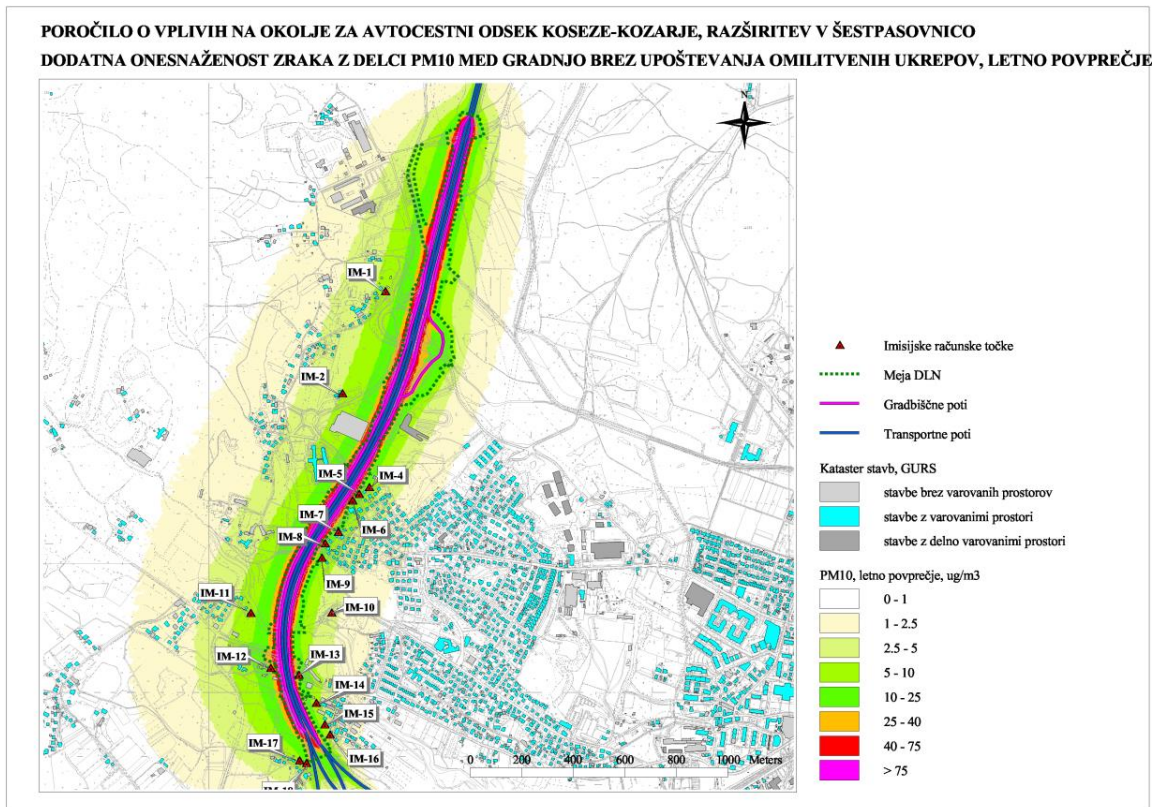 POROČILO O VPLIVIH NA OKOLJE ZA AVTOCESTNI ODSEK KOSEZE-KOZARJE, RAZŠIRITEV V ŠESTPASOVNICO
DODATNA ONESNAŽENOST ZRAKA Z DELCI PM10 MED GRADNJO BREZ UPOŠTEVANJA OMILITVENIH UKREPOV, LETNO POVPREČJE
N
IM-1
IM-2
IM-5
IM-4
IM-7
IM-6
IM-8
IM-9
IM-11
IM-10
IM-12
IM-13
IM-14
IM-15
IM-17
IM-16
IM-18
0 200 400 600 800 1000 Meters
Imisijske računske točke
Meja DLN
Gradbiščne poti
Transportne poti
Kataster stavb, GURS
stavbe brez varovanih prostorov
stavbe z varovanimi prostori
stavbe z delno varovanimi prostori
PM10, letno povprečje, ug/m3
0 - 1
1 - 2.5
2.5 - 5
5 - 10
10 - 25
25 - 40
40 - 75
> 75